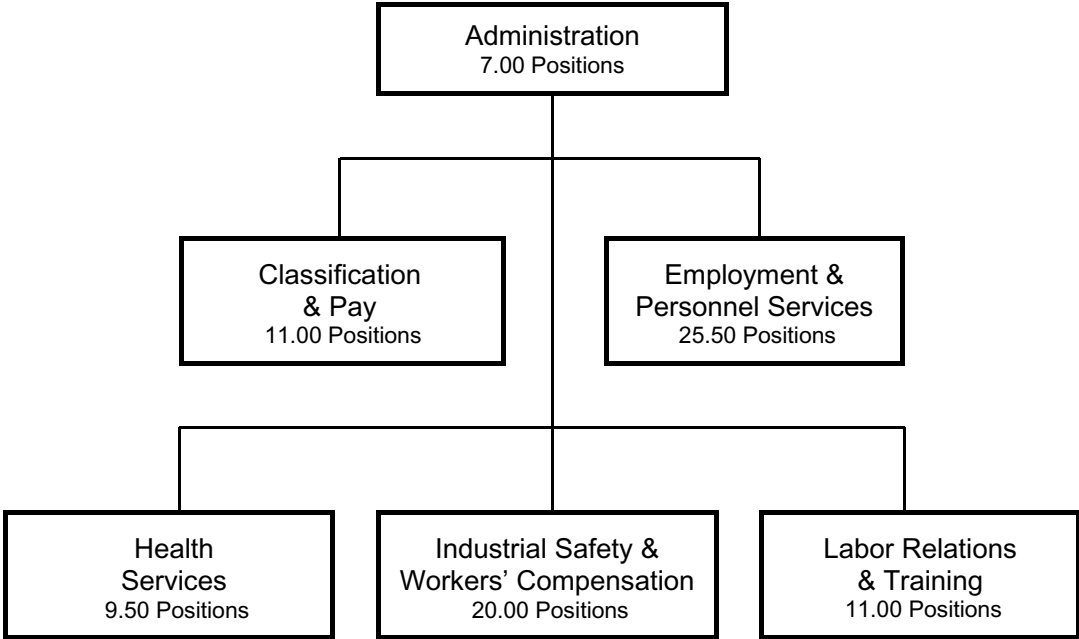 Administration
7.00 Positions
Classification
& Pay
11.00 Positions
Employment &
Personnel Services
25.50 Positions
Health
Services
9.50 Positions
Industrial Safety &
Workers’ Compensation
20.00 Positions
Labor Relations
& Training
11.00 Positions